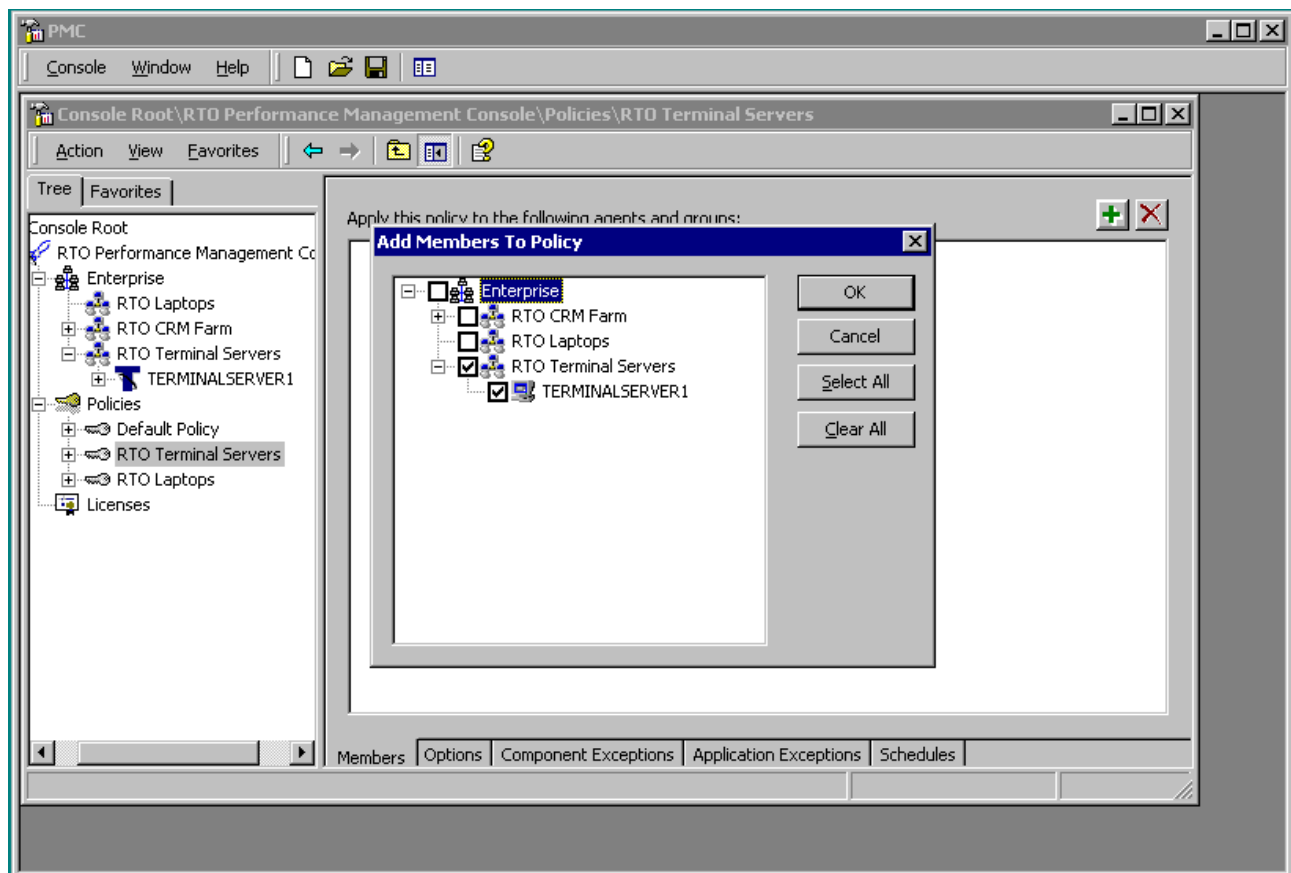 PMC
Console Window Help
Console Root\RTO Performance Management Console\Policies\RTO Terminal Servers
Action View Favorites
Tree Favorites
Console Root
RTO Performance Management Co
Enterprise
RTO Laptops
RTO CRM Farm
RTO Terminal Servers
TERMINALSERVER1
Policies
Default Policy
RTO Terminal Servers
RTO Laptops
Licenses
Apply this policy to the following agents and groups:
Add Members To Policy
Enterprise
RTO CRM Farm
RTO Laptops
RTO Terminal Servers
TERMINALSERVER1
OK
Cancel
Select All
Clear All
Members Options Component Exceptions Application Exceptions Schedules